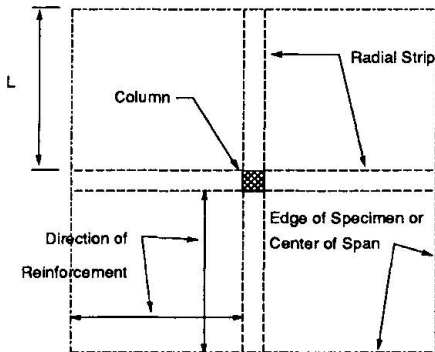 L
Column
Radial Strip
Direction of
Reinforcement
Edge of Specimen or
Center of Span